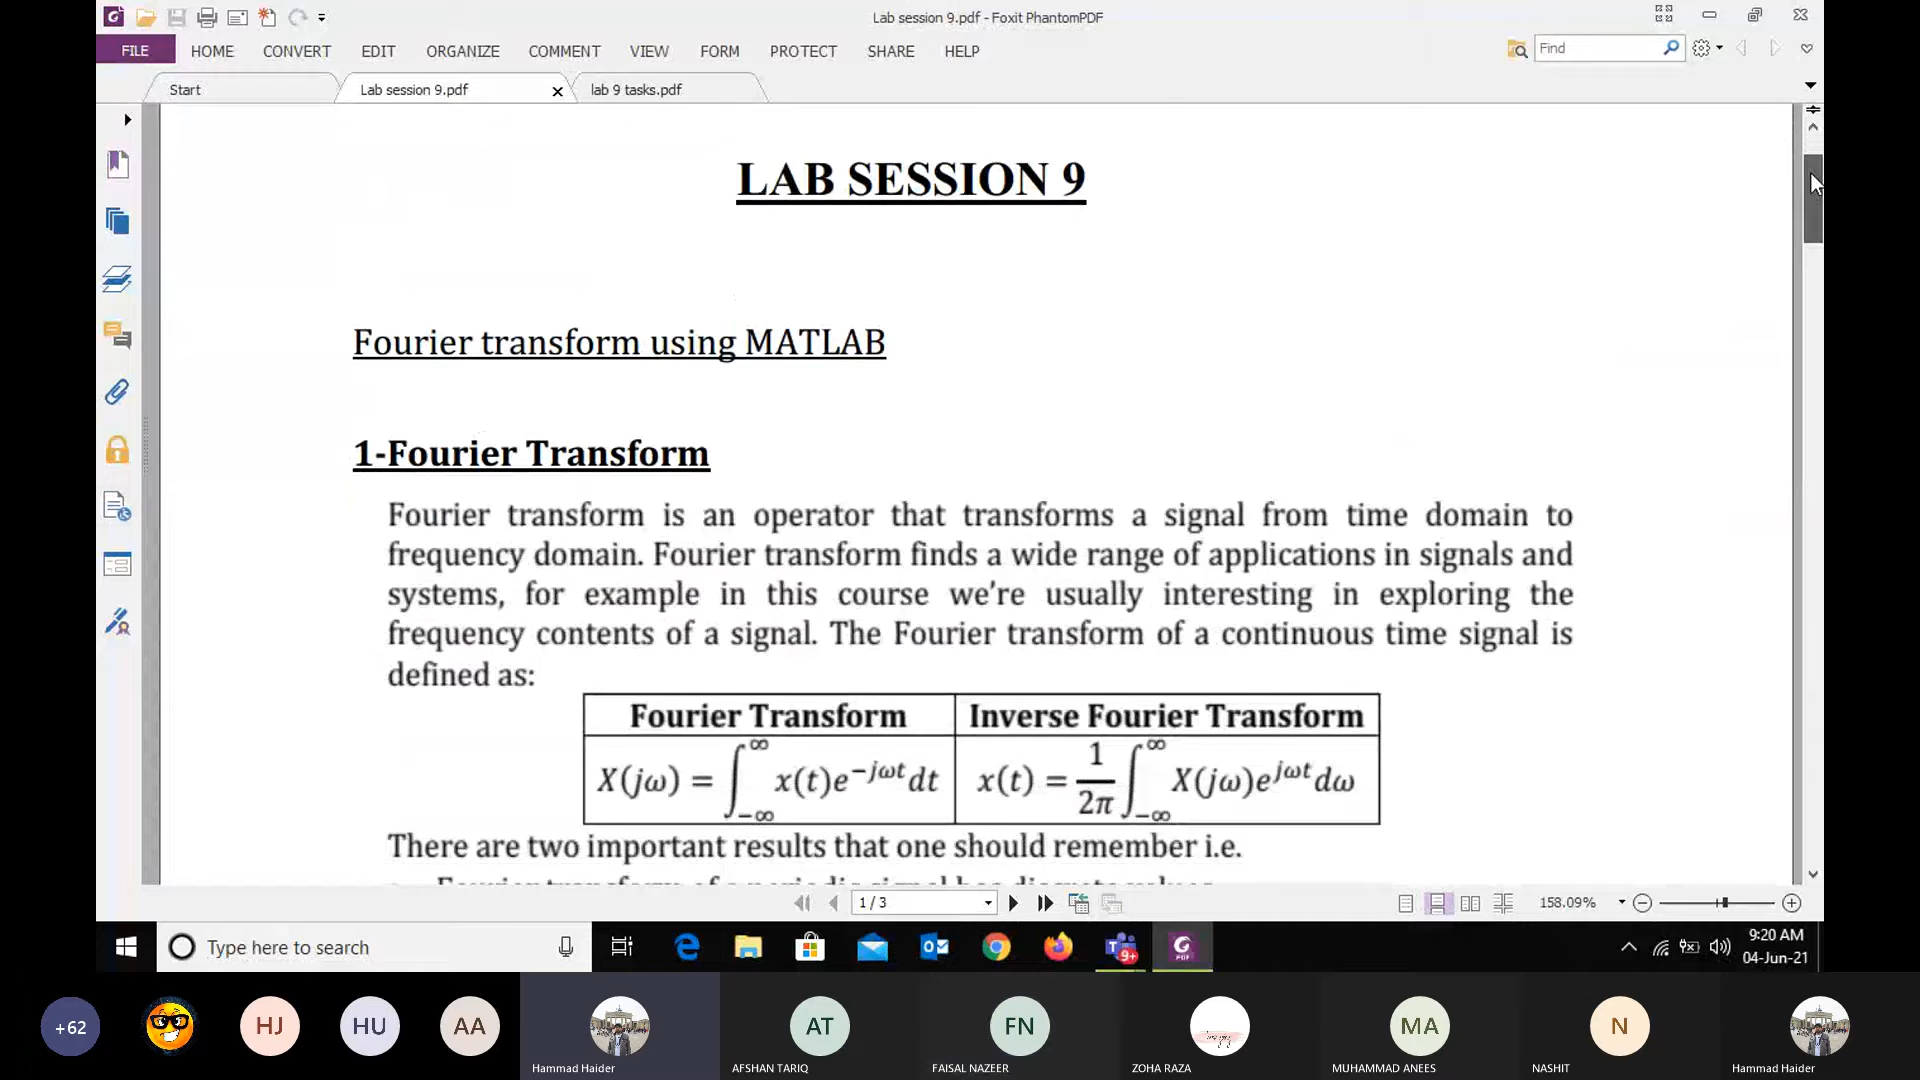 Lab session 9.pdf - Foxit PhantomPDF
FILE HOME CONVERT EDIT ORGANIZE COMMENT VIEW FORM PROTECT SHARE HELP
Find
Start
Lab session 9.pdf
lab 9 tasks.pdf
LAB SESSION 9
Fourier transform using MATLAB
1-Fourier Transform
Fourier transform is an operator that transforms a signal from time domain to
frequency domain. Fourier transform finds a wide range of applications in signals and
systems, for example in this course we're usually interesting in exploring the
frequency contents of a signal. The Fourier transform of a continuous time signal is
defined as:
Fourier Transform | Inverse Fourier Transform
X(jω) = ∫_{-∞}^{∞} x(t)e^{-jωt}dt | x(t) = \frac{1}{2π} ∫_{-∞}^{∞} X(jω)e^{jωt}dω
There are two important results that one should remember i.e.
1 / 3
158.09%
Type here to search
9+
PDF
9:20 AM
04-Jun-21
+62 HJ HU AA AT FN MA N
Hammad Haider AFSHAN TARIQ FAISAL NAZEER ZOHA RAZA MUHAMMAD ANEES NASHIT Hammad Haider